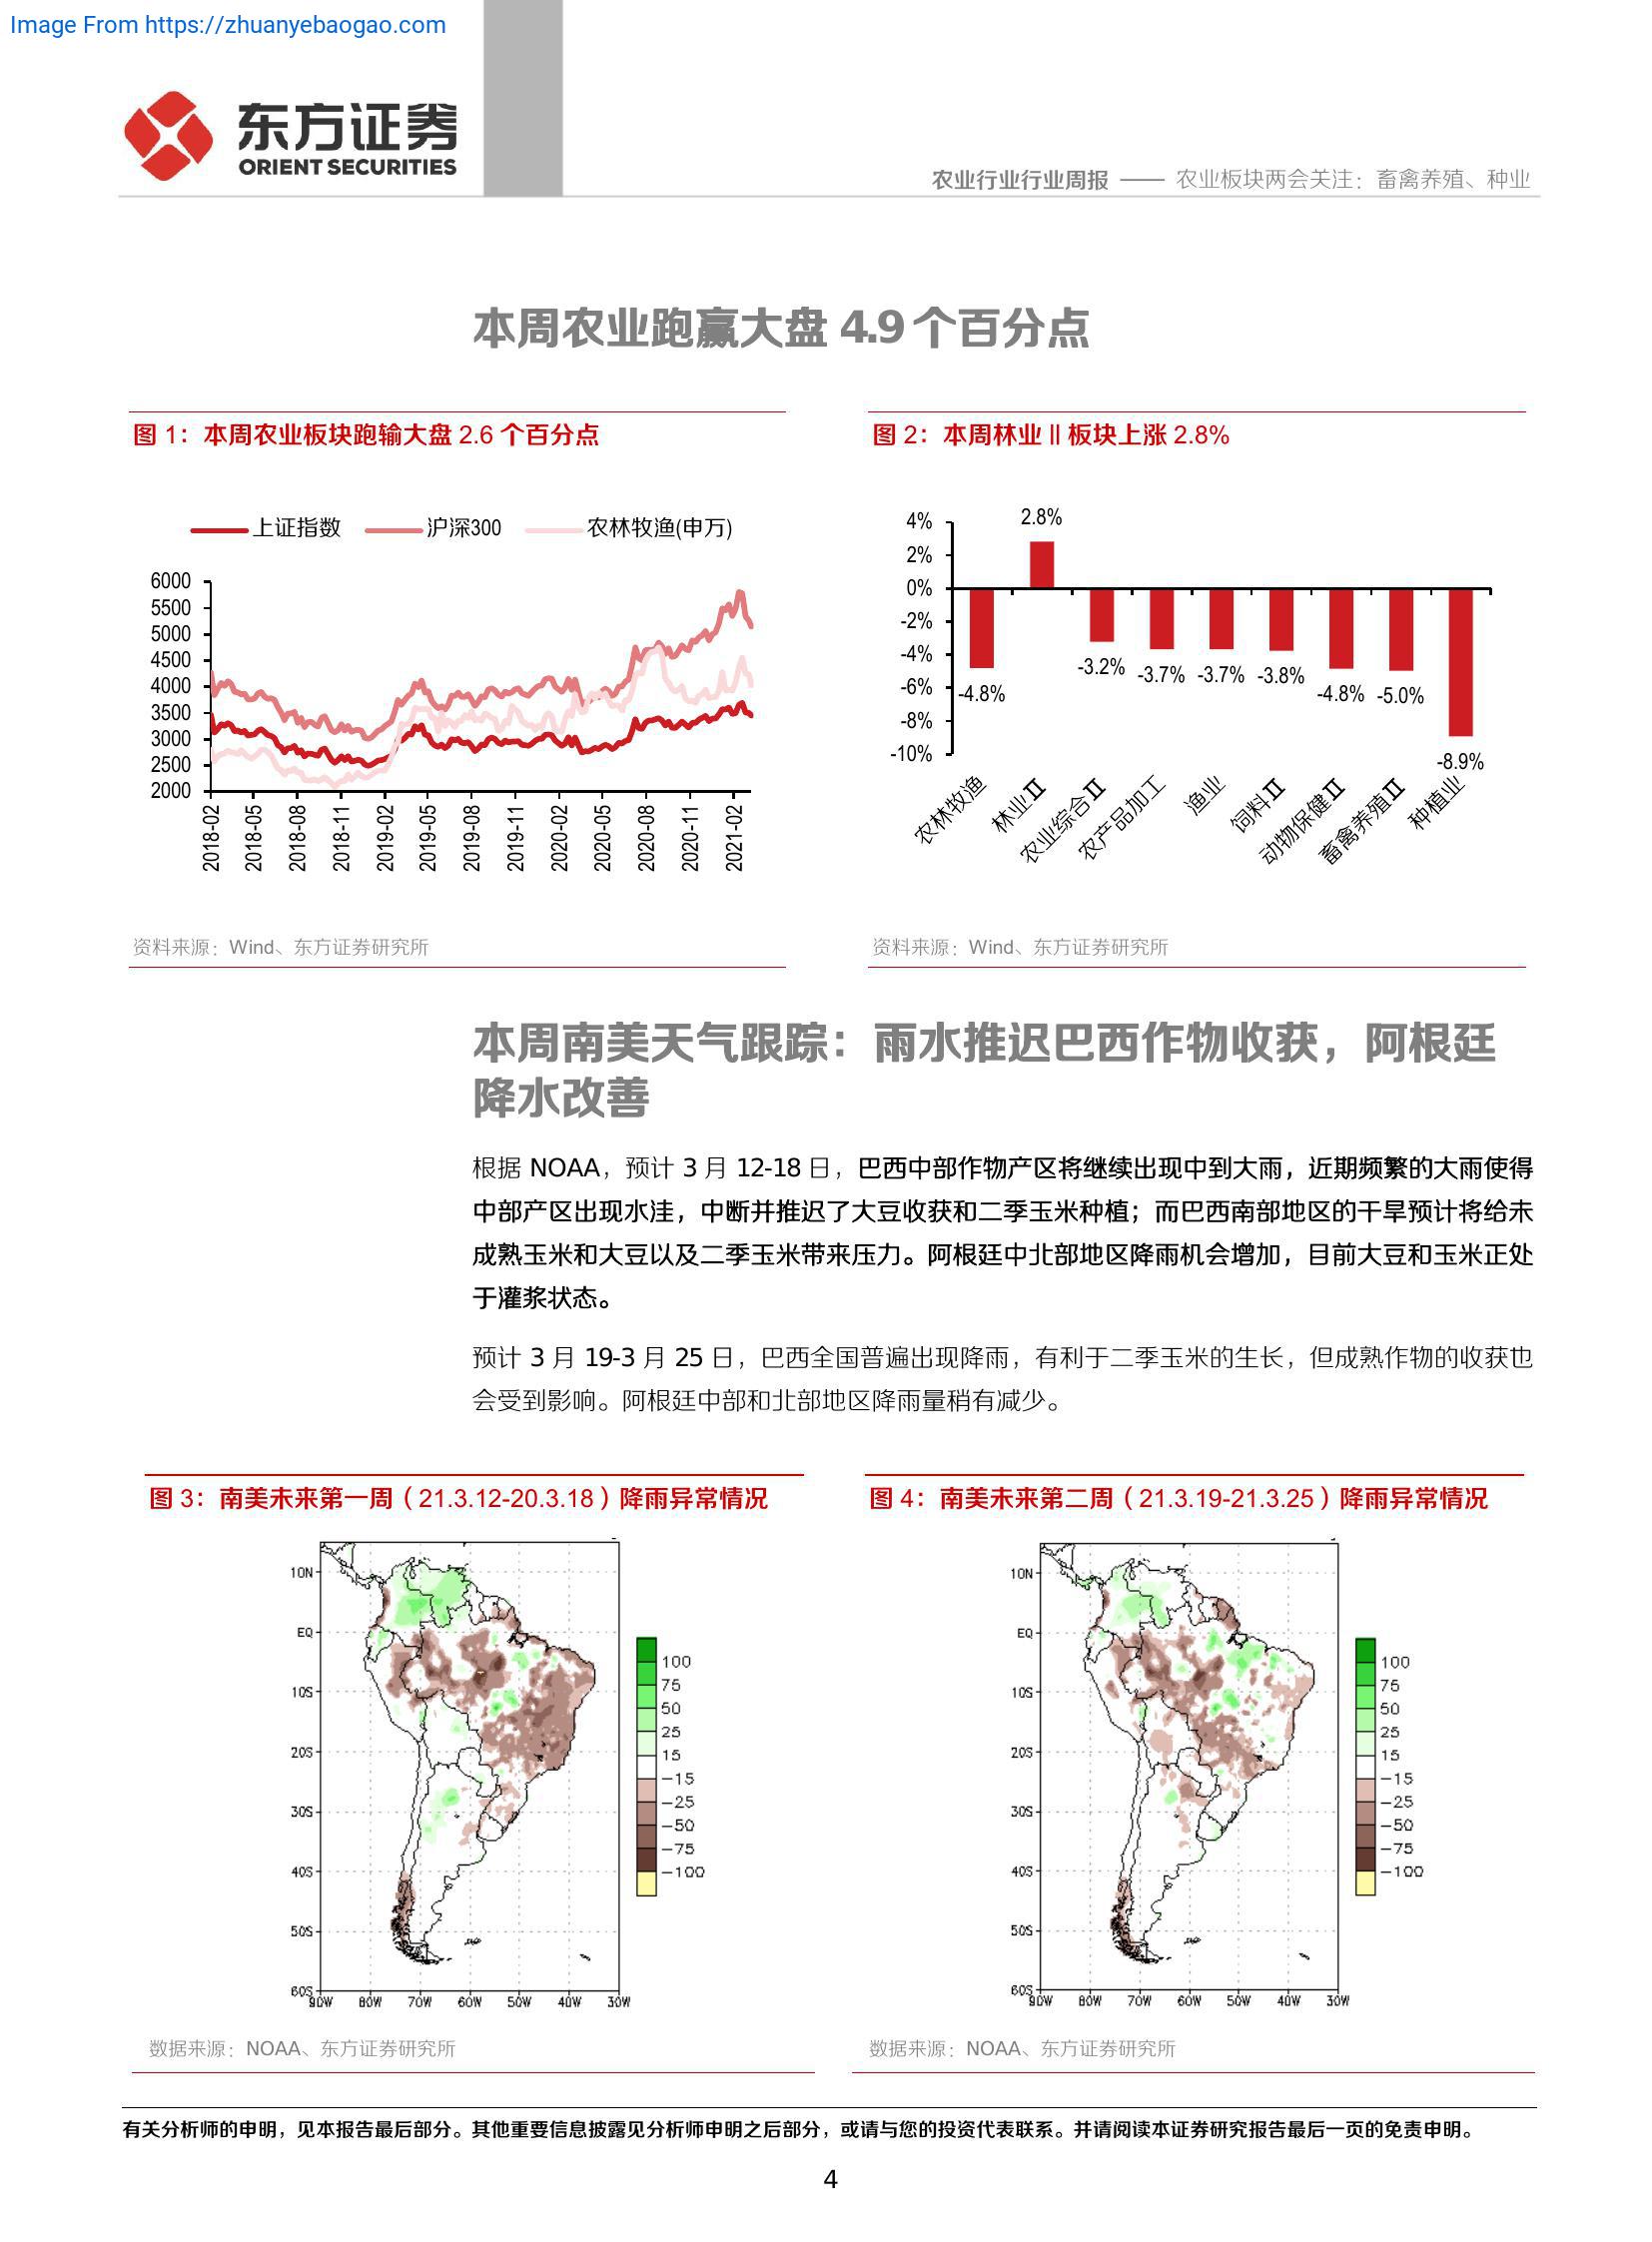 Image From https://zhuanyebaogao.com
东方证券
ORIENT SECURITIES
农业行业行业周报 —— 农业板块两会关注：畜禽养殖、种业
本周农业跑赢大盘 4.9 个百分点
图 1：本周农业板块跑输大盘 2.6 个百分点
上证指数 沪深300 农林牧渔(申万)
6000
5500
5000
4500
4000
3500
3000
2500
2000
2018-02 2018-05 2018-08 2018-11 2019-02 2019-05 2019-08 2019-11 2020-02 2020-05 2020-08 2020-11 2021-02
资料来源：Wind、东方证券研究所
图 2：本周林业 II 板块上涨 2.8%
4%
2%
0%
-2%
-4%
-6%
-8%
-10%
-4.8% 2.8% -3.2% -3.7% -3.7% -3.8% -4.8% -5.0% -8.9%
农林牧渔 林业Ⅱ 农业综合Ⅱ 农产品加工 渔业 饲料Ⅱ 动物保健Ⅱ 畜禽养殖Ⅱ 种植业
资料来源：Wind、东方证券研究所
本周南美天气跟踪：雨水推迟巴西作物收获，阿根廷
降水改善
根据 NOAA，预计 3 月 12-18 日，巴西中部作物产区将继续出现中到大雨，近期频繁的大雨使得
中部产区出现水洼，中断并推迟了大豆收获和二季玉米种植；而巴西南部地区的干旱预计将给未
成熟玉米和大豆以及二季玉米带来压力。阿根廷中北部地区降雨机会增加，目前大豆和玉米正处
于灌浆状态。
预计 3 月 19-3 月 25 日，巴西全国普遍出现降雨，有利于二季玉米的生长，但成熟作物的收获也
会受到影响。阿根廷中部和北部地区降雨量稍有减少。
图 3：南美未来第一周（21.3.12-20.3.18）降雨异常情况
10N
EQ
10S
20S
30S
40S
50S
60S
90W 80W 70W 60W 50W 40W 30W
100
75
50
25
15
-15
-25
-50
-75
-100
数据来源：NOAA、东方证券研究所
图 4：南美未来第二周（21.3.19-21.3.25）降雨异常情况
10N
EQ
10S
20S
30S
40S
50S
60S
90W 80W 70W 60W 50W 40W 30W
100
75
50
25
15
-15
-25
-50
-75
-100
数据来源：NOAA、东方证券研究所
有关分析师的申明，见本报告最后部分。其他重要信息披露见分析师申明之后部分，或请与您的投资代表联系。并请阅读本证券研究报告最后一页的免责申明。
4